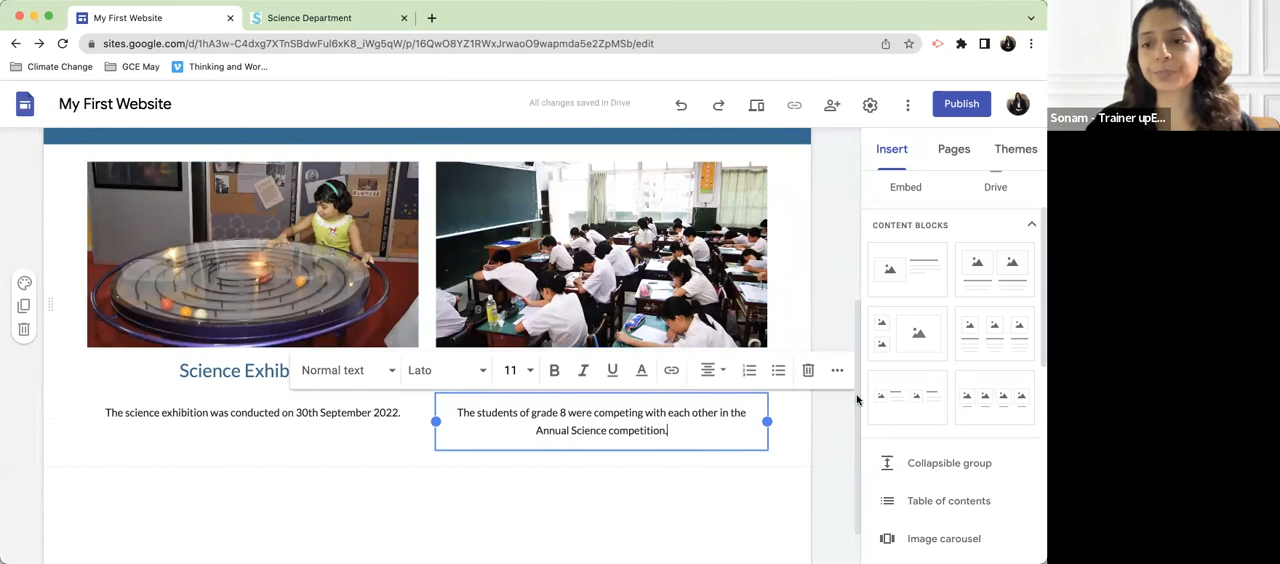 My First Website
Science Department
sites.google.com/d/1hA3w-C4dxg7XTnSBdwFul6xK8_iWg5qW/p/16QwO8YZ1RWxJrwaoO9wapmda5e2ZpMSb/edit
Climate Change
GCE May
Thinking and Wor...
My First Website
All changes saved in Drive
Publish
Sonam - Trainer upE...
Insert
Pages
Themes
Embed
Drive
CONTENT BLOCKS
Science Exhib
Normal text
Lato
11
B
I
U
A
The science exhibition was conducted on 30th September 2022.
The students of grade 8 were competing with each other in the
Annual Science competition.
Collapsible group
Table of contents
Image carousel